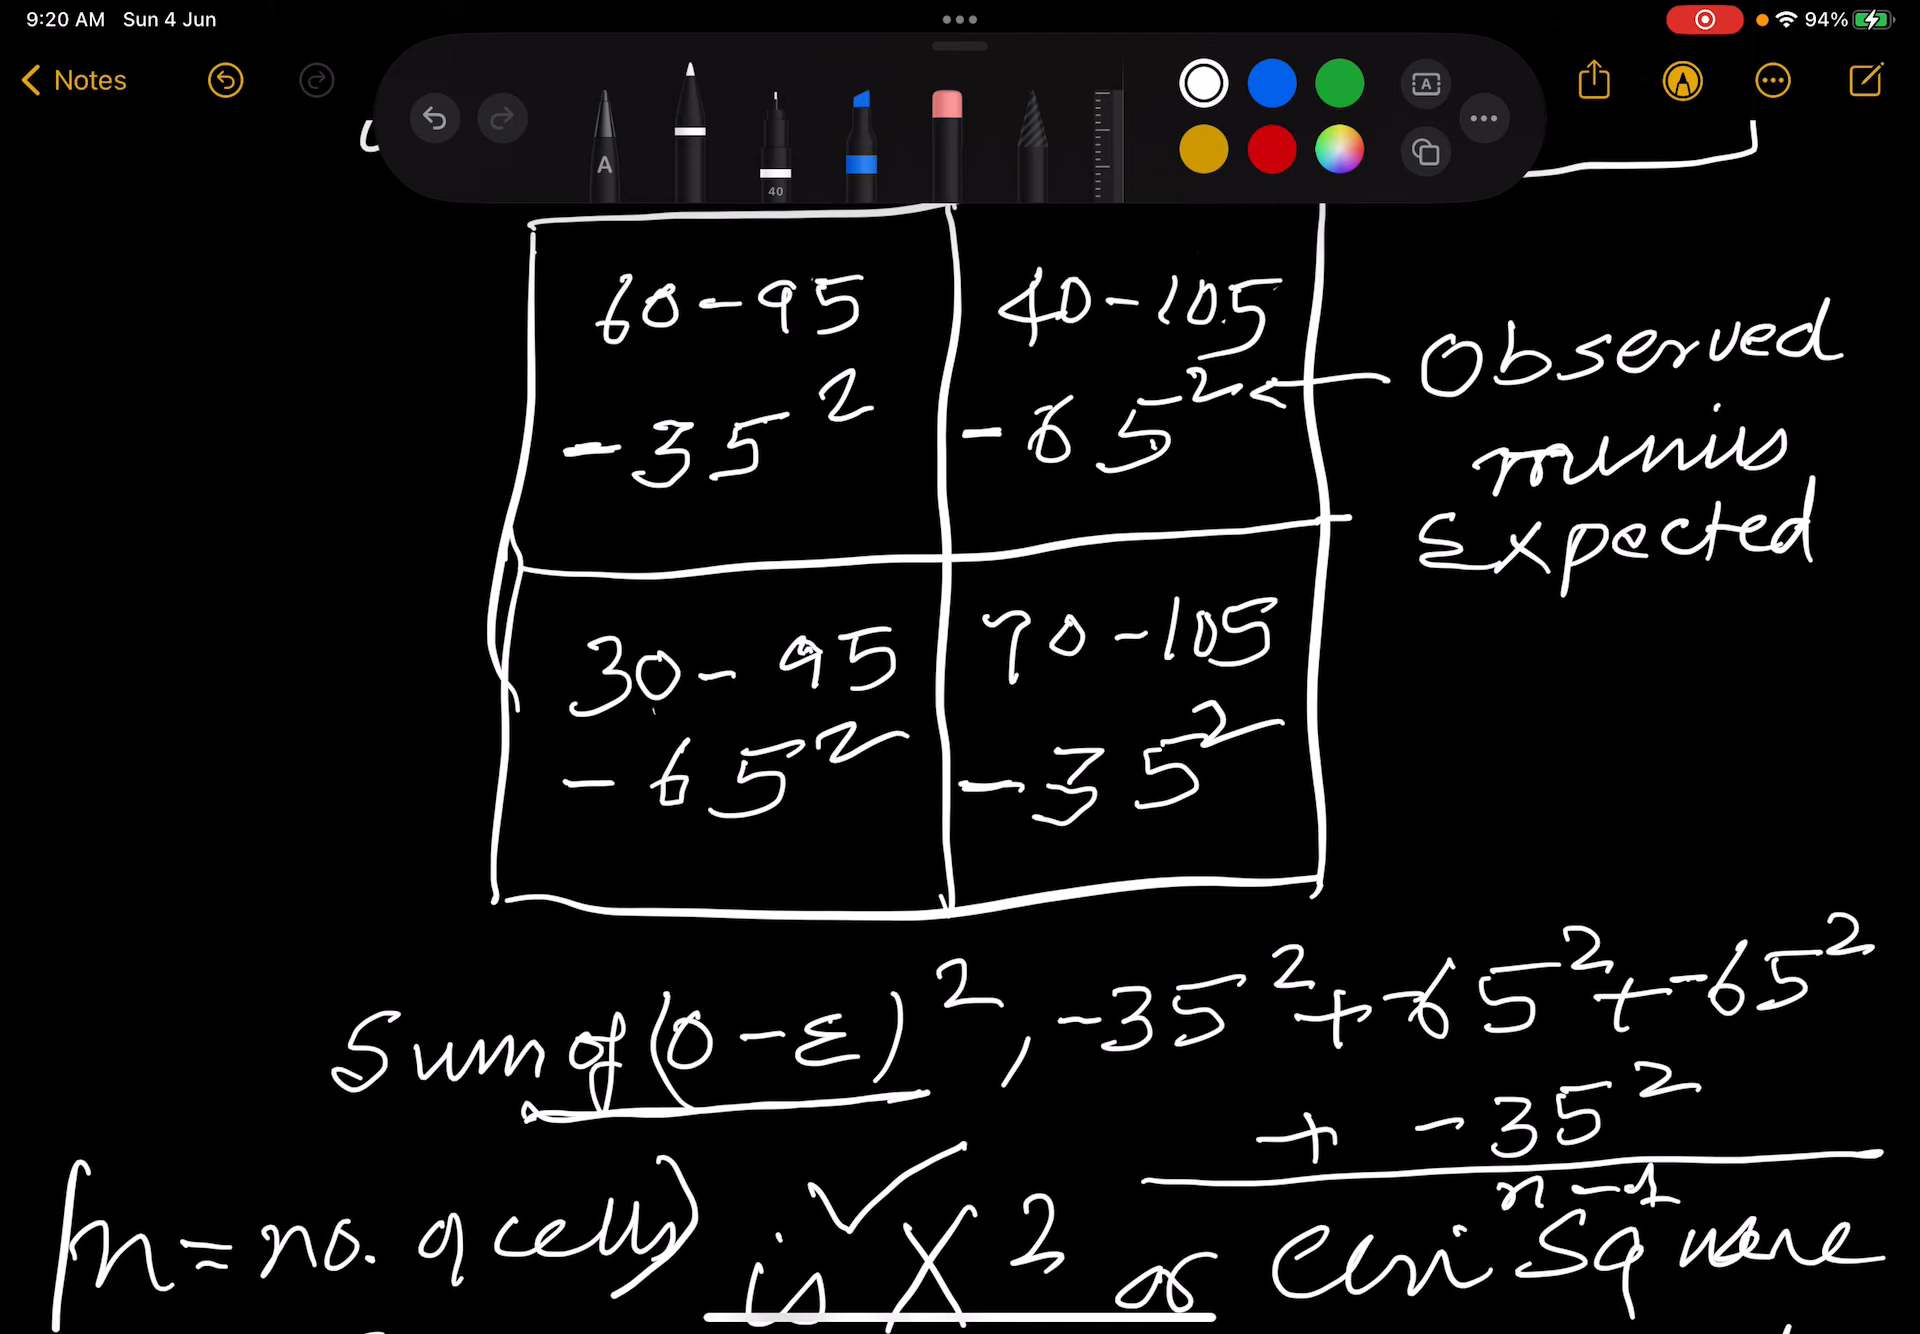 9:20 AM Sun 4 Jun
94%
Notes
A
40
A
60-95
-35²
40-105
-65²
Observed
minus
Expected
30-95
-65²
70-105
-35²
Sum of (O-E)², -35²+-65²+-65²
+ -35²
n-1
(n = no. of cells) is X² or Chi Square